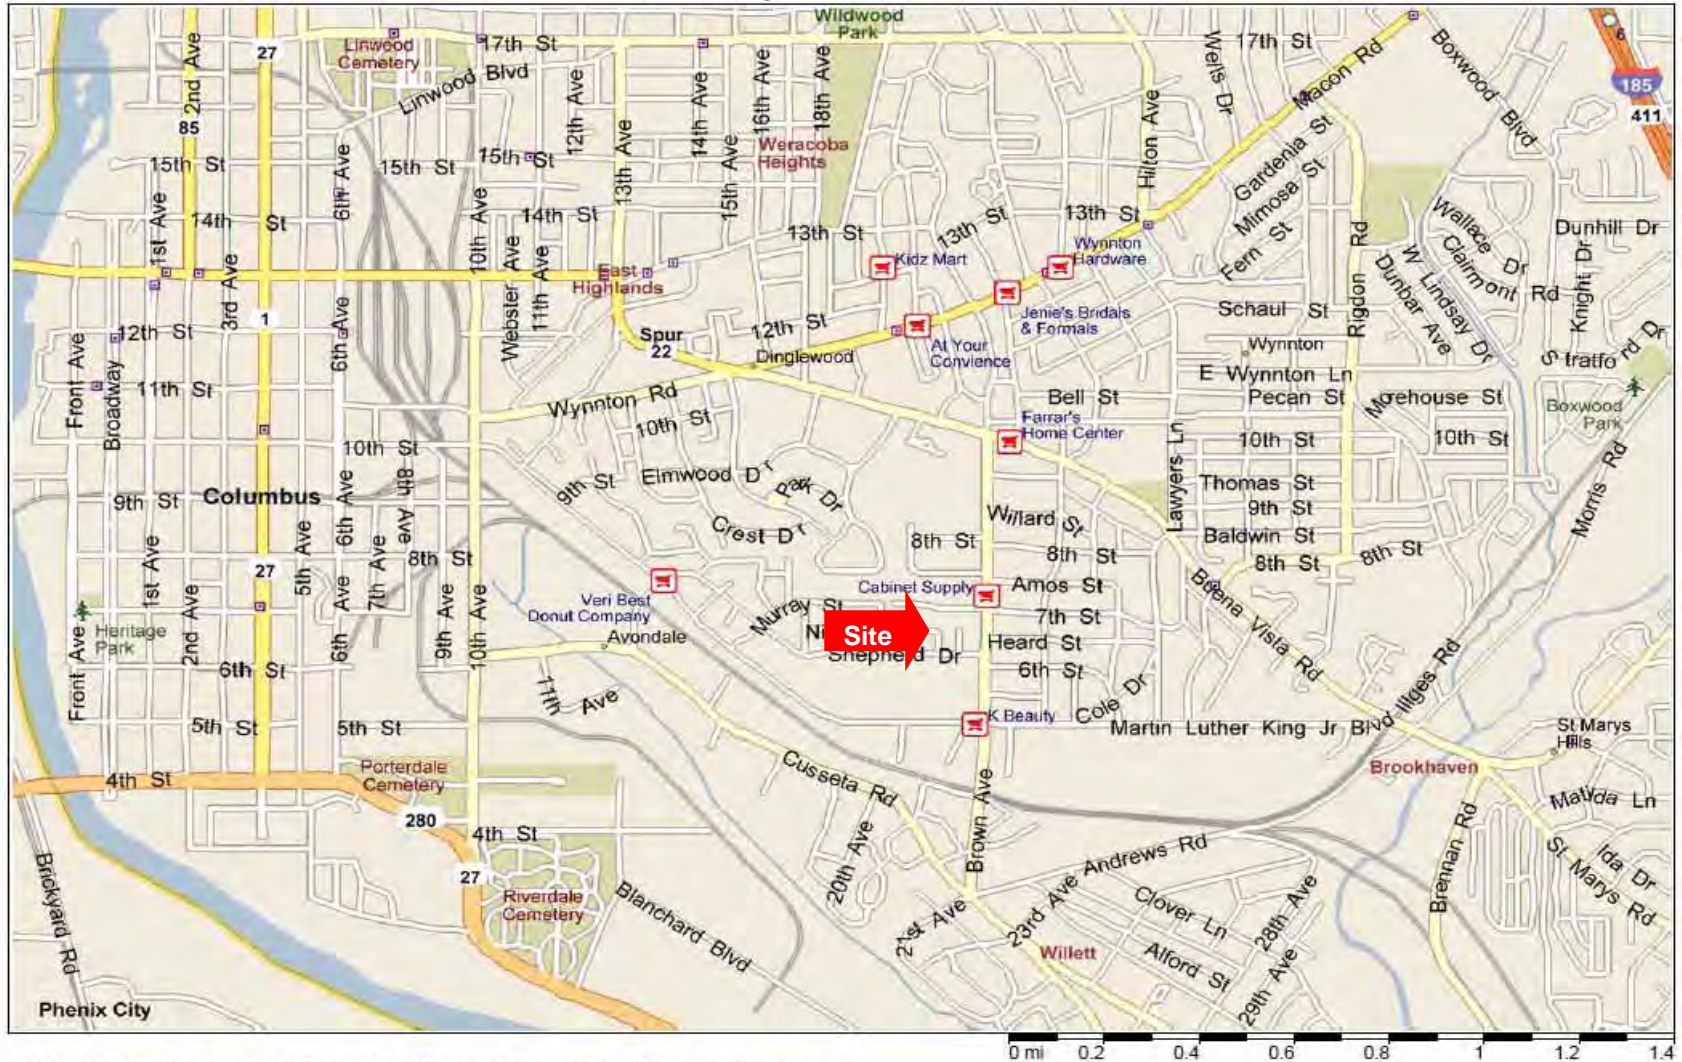 Wildwood
Park
27
Linwood
Cemetery
17th St
17th St
Wells Dr
Macon Rd
Boxwood Blvd
6
185
411
2nd Ave
85
Linwood Blvd
12th Ave
13th Ave
14th Ave
16th Ave
18th Ave
Weracoba
Heights
Hilton Ave
Gardenia St
Mimosa St
Fern St
15th St
6th Ave
15th St
15th St
15th Ave
1st Ave
14th St
10th Ave
14th St
13th St
13th St
13th St
Wallace Dr
Clairmont Rd
Dunhill Dr
Knight Dr
3rd Ave
Webster Ave
11th Ave
East
Highlands
Kidz Mart
Wynnton
Hardware
Rigdon Rd
Dunbar Ave
W Lindsay Dr
1
12th St
Front Ave
Broadway
6th Ave
Spur
22
12th St
Dinglewood
At Your
Convience
Jenie's Bridals
& Formals
Schaul St
Wynnton
Stratford Dr
11th St
Wynnton Rd
E Wynnton Ln
Bell St
Pecan St
Morehouse St
Boxwood
Park
Farrar's
Home Center
10th St
10th St
10th St
10th St
Lawyers Ln
Columbus
9th St
6th Ave
8th Ave
9th St
Elmwood Dr
Park Dr
Crest Dr
Thomas St
9th St
Baldwin St
Morris Rd
Willard St
8th St
8th St
8th St
8th St
8th St
27
1st Ave
5th Ave
7th Ave
6th Ave
9th Ave
10th Ave
2nd Ave
Veri Best
Donut Company
Cabinet Supply
Amos St
Buena Vista Rd
Murray St
7th St
Ni
Site
Heard St
Heritage
Park
Front Ave
Avondale
Shepherd Dr
6th St
6th St
11th Ave
5th St
5th St
K Beauty
Cole Dr
Martin Luther King Jr Blvd
Illges Rd
St Marys
Hills
Brookhaven
4th St
Porterdale
Cemetery
Cusseta Rd
280
4th St
20th Ave
Brown Ave
Andrews Rd
Matilda Ln
Brennan Rd
Ida Dr
St Marys Rd
27
Riverdale
Cemetery
Blanchard Blvd
21st Ave
23rd Ave
Clover Ln
28th Ave
Brickyard Rd
Willett
Alford St
29th Ave
Phenix City
0 mi 0.2 0.4 0.6 0.8 1 1.2 1.4